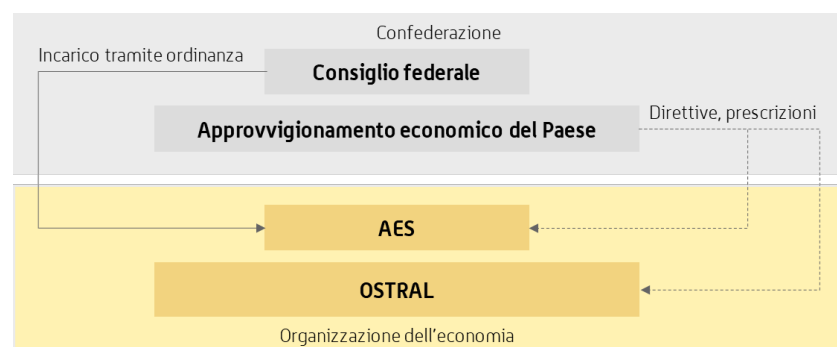 Confederazione
Incarico tramite ordinanza
Consiglio federale
Direttive, prescrizioni
Approvvigionamento economico del Paese
AES
OSTRAL
Organizzazione dell'economia